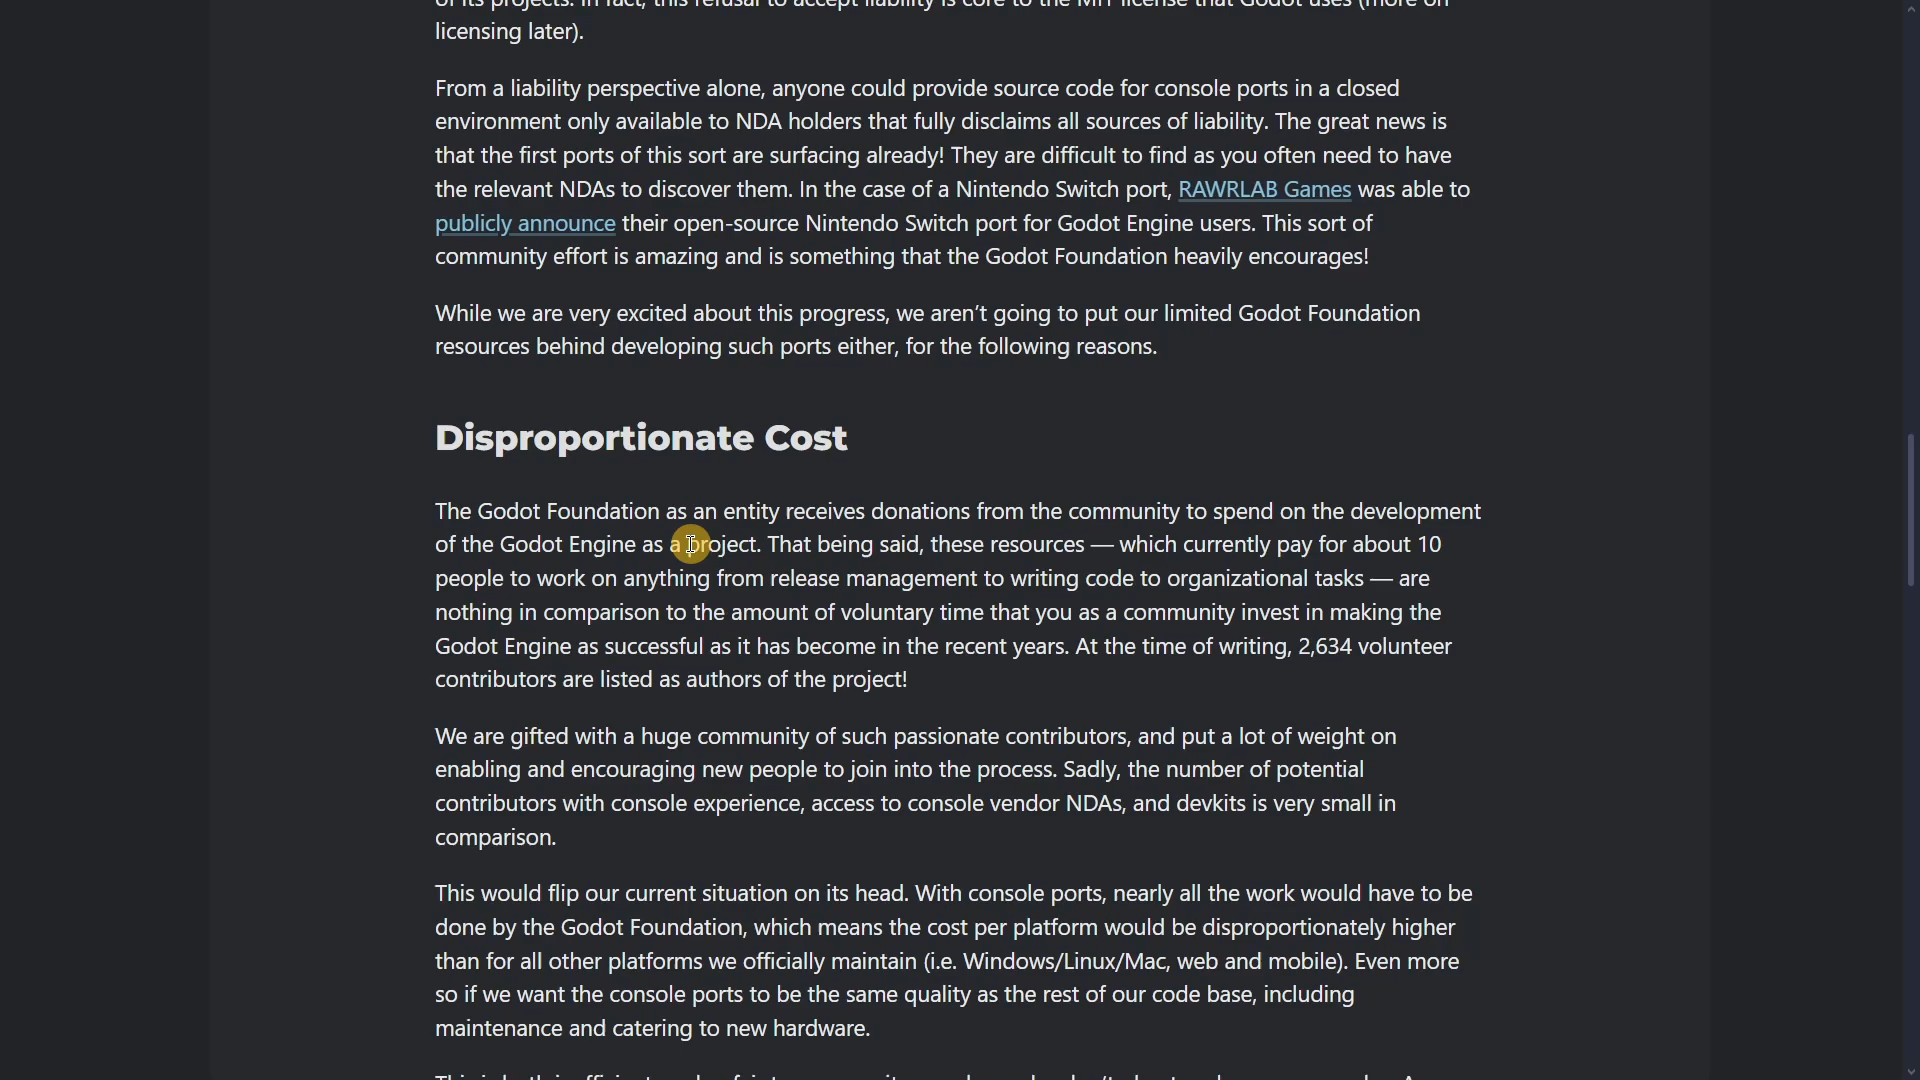 of its projects. In fact, this refusal to accept liability is core to the MIT license that Godot uses (more on
licensing later).
From a liability perspective alone, anyone could provide source code for console ports in a closed
environment only available to NDA holders that fully disclaims all sources of liability. The great news is
that the first ports of this sort are surfacing already! They are difficult to find as you often need to have
the relevant NDAs to discover them. In the case of a Nintendo Switch port, RAWRLAB Games was able to
publicly announce their open-source Nintendo Switch port for Godot Engine users. This sort of
community effort is amazing and is something that the Godot Foundation heavily encourages!
While we are very excited about this progress, we aren’t going to put our limited Godot Foundation
resources behind developing such ports either, for the following reasons.
Disproportionate Cost
The Godot Foundation as an entity receives donations from the community to spend on the development
of the Godot Engine as a project. That being said, these resources — which currently pay for about 10
people to work on anything from release management to writing code to organizational tasks — are
nothing in comparison to the amount of voluntary time that you as a community invest in making the
Godot Engine as successful as it has become in the recent years. At the time of writing, 2,634 volunteer
contributors are listed as authors of the project!
We are gifted with a huge community of such passionate contributors, and put a lot of weight on
enabling and encouraging new people to join into the process. Sadly, the number of potential
contributors with console experience, access to console vendor NDAs, and devkits is very small in
comparison.
This would flip our current situation on its head. With console ports, nearly all the work would have to be
done by the Godot Foundation, which means the cost per platform would be disproportionately higher
than for all other platforms we officially maintain (i.e. Windows/Linux/Mac, web and mobile). Even more
so if we want the console ports to be the same quality as the rest of our code base, including
maintenance and catering to new hardware.